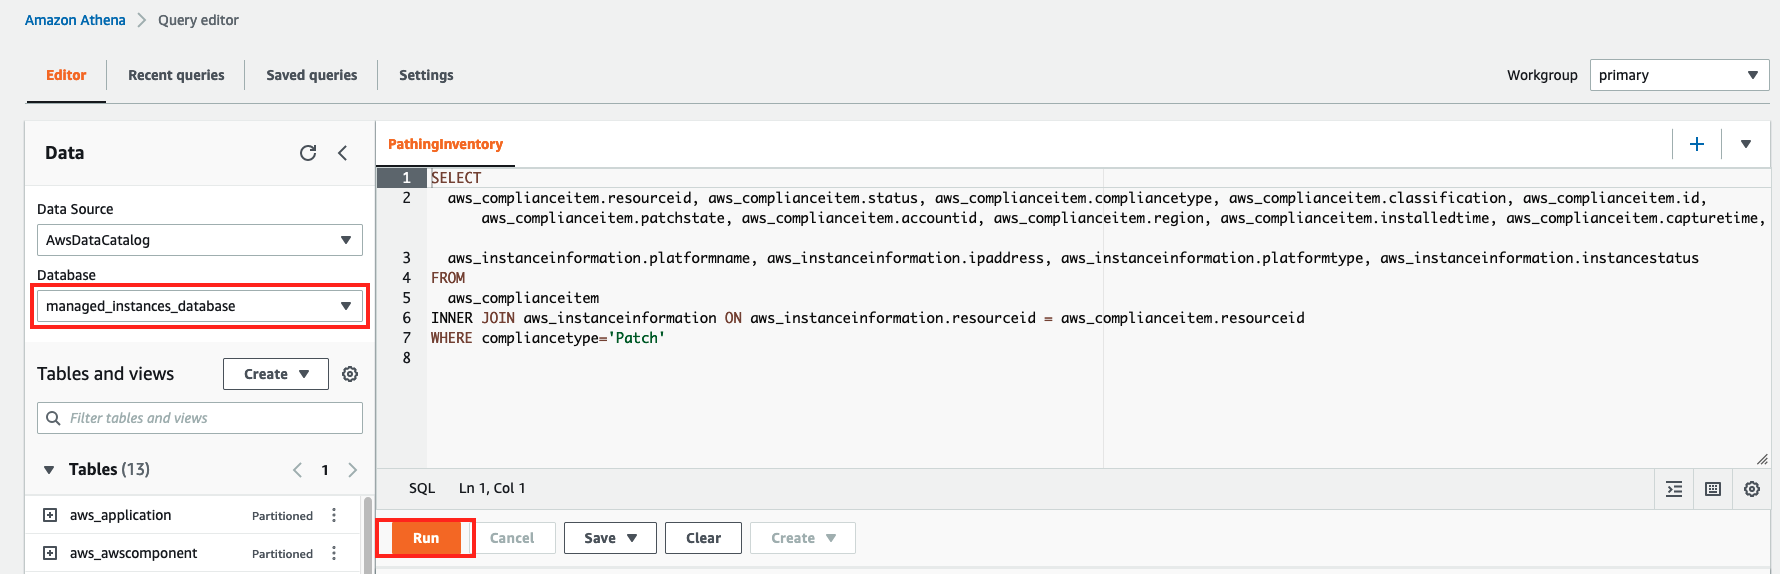 Amazon Athena > Query editor
Editor
Recent queries
Saved queries
Settings
Workgroup
primary
Data
Data Source
AwsDataCatalog
Database
managed_instances_database
Tables and views
Create
Filter tables and views
Tables (13)
1
aws_application
Partitioned
aws_awscomponent
Partitioned
PathingInventory
1 SELECT
2 aws_complianceitem.resourceid, aws_complianceitem.status, aws_complianceitem.compliancetype, aws_complianceitem.classification, aws_complianceitem.id,
aws_complianceitem.patchstate, aws_complianceitem.accountid, aws_complianceitem.region, aws_complianceitem.installedtime, aws_complianceitem.capturetime,
3 aws_instanceinformation.platformname, aws_instanceinformation.ipaddress, aws_instanceinformation.platformtype, aws_instanceinformation.instancestatus
4 FROM
5 aws_complianceitem
6 INNER JOIN aws_instanceinformation ON aws_instanceinformation.resourceid = aws_complianceitem.resourceid
7 WHERE compliancetype='Patch'
8
SQL
Ln 1, Col 1
Run
Cancel
Save
Clear
Create